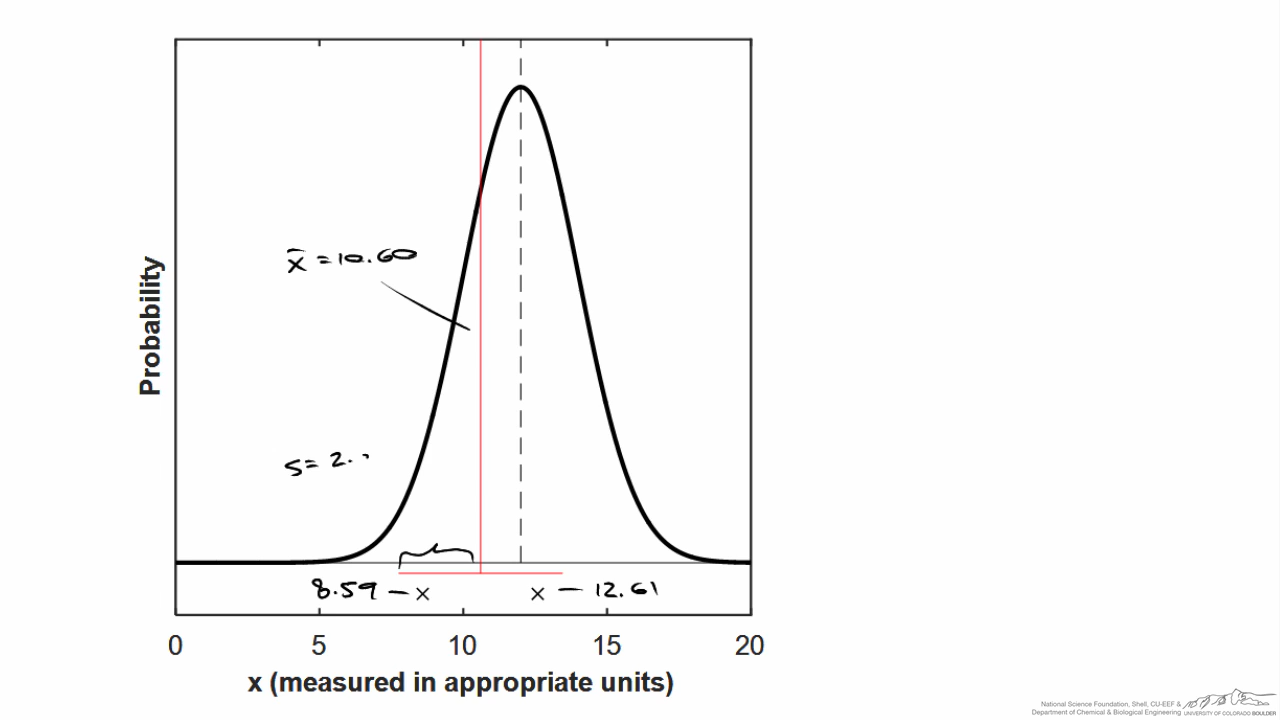 Probability
x̄ = 10.60
s = 2.
8.59 – x
x – 12.61
0 5 10 15 20
x (measured in appropriate units)
National Science Foundation, Shell, CU-EEF &
Department of Chemical & Biological Engineering
UNIVERSITY OF COLORADO BOULDER